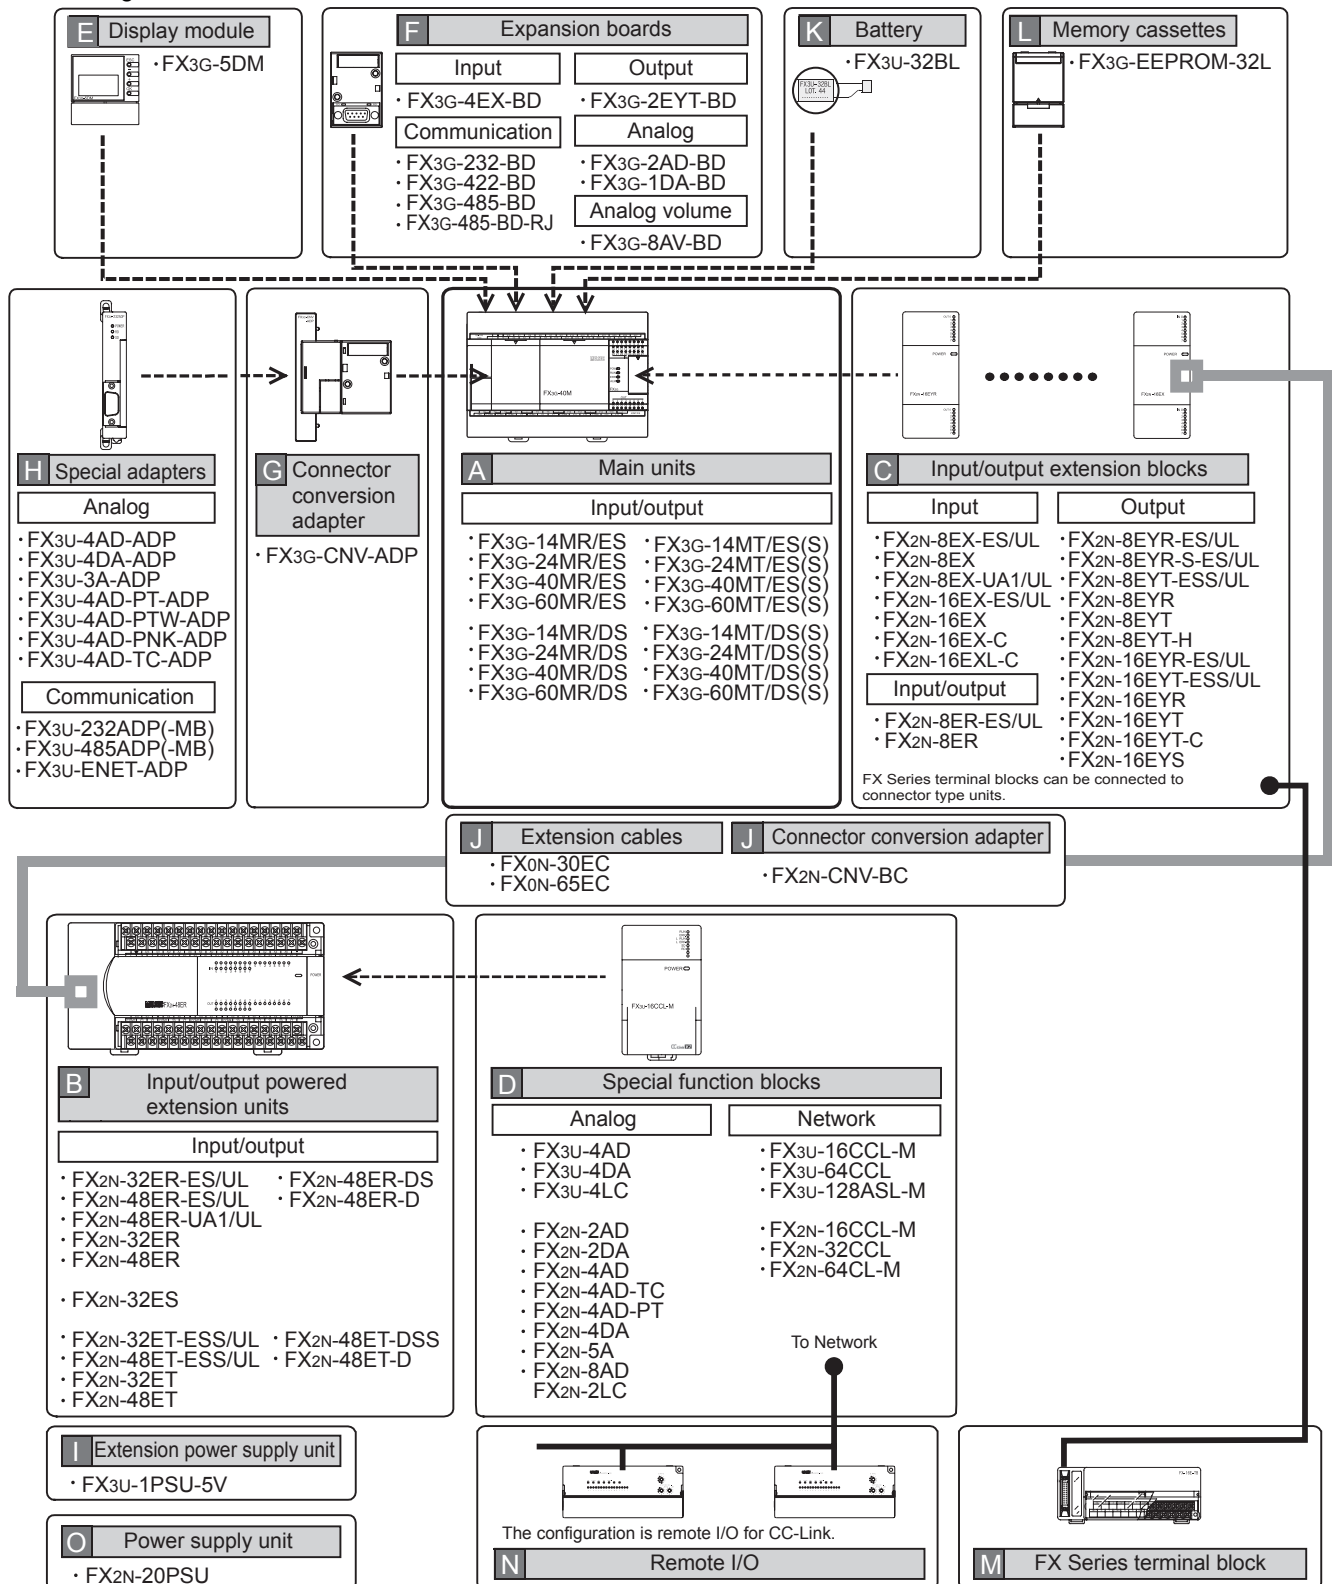 E Display module
・FX3G-5DM
F Expansion boards
Input
・FX3G-4EX-BD
Communication
・FX3G-232-BD
・FX3G-422-BD
・FX3G-485-BD
・FX3G-485-BD-RJ
Output
・FX3G-2EYT-BD
Analog
・FX3G-2AD-BD
・FX3G-1DA-BD
Analog volume
・FX3G-8AV-BD
K Battery
・FX3U-32BL
FX3U-32BL
LOT. 44
L Memory cassettes
・FX3G-EEPROM-32L
H Special adapters
Analog
・FX3U-4AD-ADP
・FX3U-4DA-ADP
・FX3U-3A-ADP
・FX3U-4AD-PT-ADP
・FX3U-4AD-PTW-ADP
・FX3U-4AD-PNK-ADP
・FX3U-4AD-TC-ADP
Communication
・FX3U-232ADP(-MB)
・FX3U-485ADP(-MB)
・FX3U-ENET-ADP
G Connector
conversion
adapter
・FX3G-CNV-ADP
FX3G-40M
A Main units
Input/output
・FX3G-14MR/ES
・FX3G-24MR/ES
・FX3G-40MR/ES
・FX3G-60MR/ES
・FX3G-14MR/DS
・FX3G-24MR/DS
・FX3G-40MR/DS
・FX3G-60MR/DS
・FX3G-14MT/ES(S)
・FX3G-24MT/ES(S)
・FX3G-40MT/ES(S)
・FX3G-60MT/ES(S)
・FX3G-14MT/DS(S)
・FX3G-24MT/DS(S)
・FX3G-40MT/DS(S)
・FX3G-60MT/DS(S)
POWER
FX2N-16EYR
POWER
FX2N-16EX
C Input/output extension blocks
Input
・FX2N-8EX-ES/UL
・FX2N-8EX
・FX2N-8EX-UA1/UL
・FX2N-16EX-ES/UL
・FX2N-16EX
・FX2N-16EX-C
・FX2N-16EXL-C
Input/output
・FX2N-8ER-ES/UL
・FX2N-8ER
Output
・FX2N-8EYR-ES/UL
・FX2N-8EYR-S-ES/UL
・FX2N-8EYT-ESS/UL
・FX2N-8EYR
・FX2N-8EYT
・FX2N-8EYT-H
・FX2N-16EYR-ES/UL
・FX2N-16EYT-ESS/UL
・FX2N-16EYR
・FX2N-16EYT
・FX2N-16EYT-C
・FX2N-16EYS
FX Series terminal blocks can be connected to
connector type units.
J Extension cables
・FX0N-30EC
・FX0N-65EC
J Connector conversion adapter
・FX2N-CNV-BC
B Input/output powered
extension units
Input/output
・FX2N-32ER-ES/UL
・FX2N-48ER-ES/UL
・FX2N-48ER-UA1/UL
・FX2N-32ER
・FX2N-48ER
・FX2N-32ES
・FX2N-32ET-ESS/UL
・FX2N-48ET-ESS/UL
・FX2N-32ET
・FX2N-48ET
・FX2N-48ER-DS
・FX2N-48ER-D
・FX2N-48ET-DSS
・FX2N-48ET-D
POWER
FX3U-16CCL-M
D Special function blocks
Analog
・FX3U-4AD
・FX3U-4DA
・FX3U-4LC
・FX2N-2AD
・FX2N-2DA
・FX2N-4AD
・FX2N-4AD-TC
・FX2N-4AD-PT
・FX2N-4DA
・FX2N-5A
・FX2N-8AD
FX2N-2LC
Network
・FX3U-16CCL-M
・FX3U-64CCL
・FX3U-128ASL-M
・FX2N-16CCL-M
・FX2N-32CCL
・FX2N-64CL-M
To Network
I Extension power supply unit
・FX3U-1PSU-5V
O Power supply unit
・FX2N-20PSU
The configuration is remote I/O for CC-Link.
N Remote I/O
M FX Series terminal block